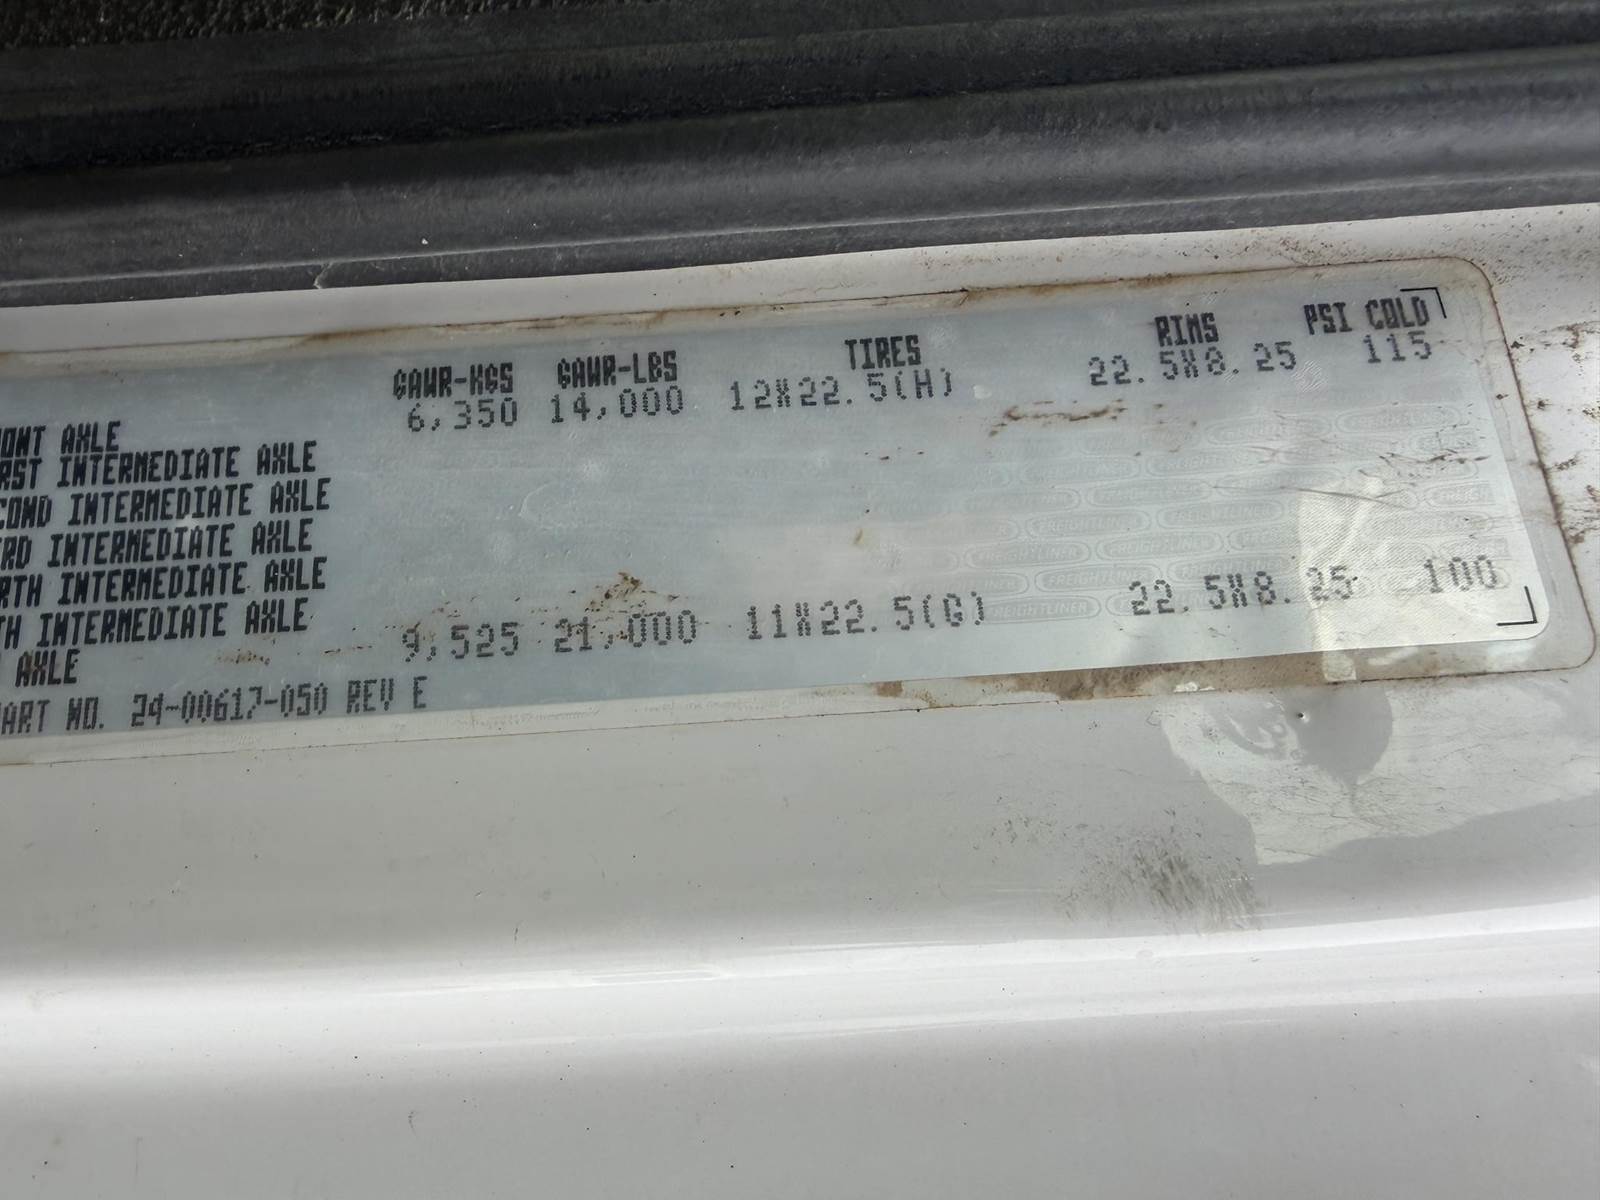 GAWR-KGS GAWR-LBS TIRES RIMS PSI COLD
ONT AXLE 6,350 14,000 12X22.5(H) 22.5X8.25 115
RST INTERMEDIATE AXLE
COND INTERMEDIATE AXLE
IRD INTERMEDIATE AXLE
RTH INTERMEDIATE AXLE
TH INTERMEDIATE AXLE
AXLE 9,525 21,000 11X22.5(G) 22.5X8.25 100
PART NO. 24-00617-050 REV E
FREIGHTLINER